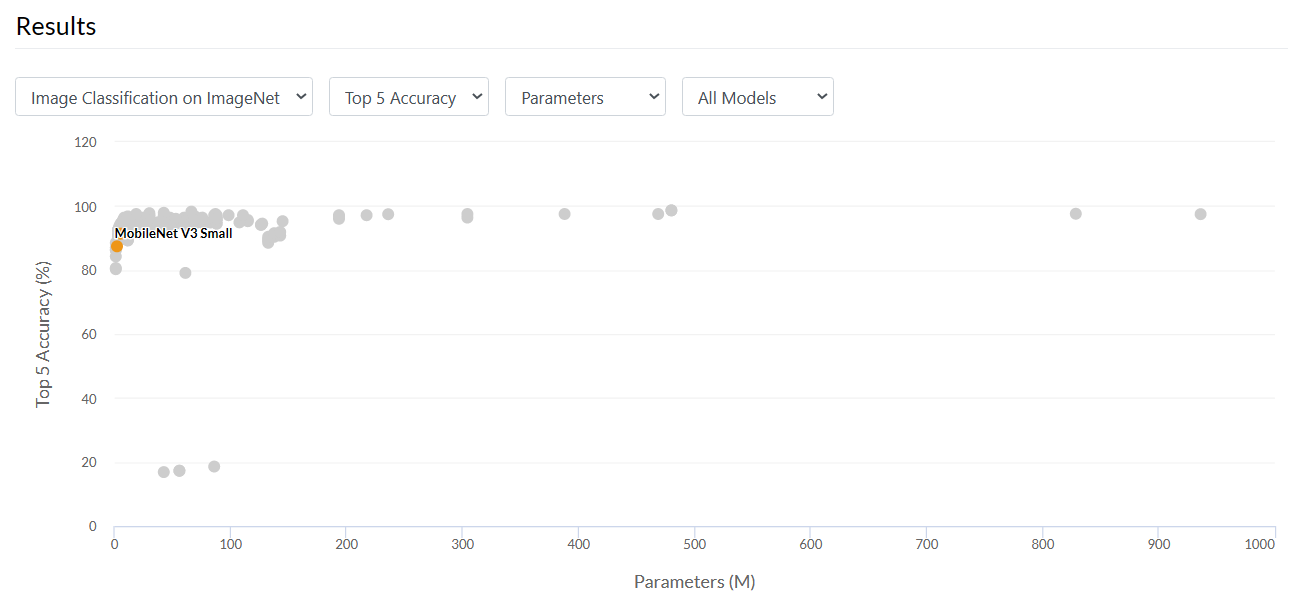 Results
Image Classification on ImageNet Top 5 Accuracy Parameters All Models
120
100
MobileNet V3 Small
80
60
40
20
0
Top 5 Accuracy (%)
0 100 200 300 400 500 600 700 800 900 1000
Parameters (M)